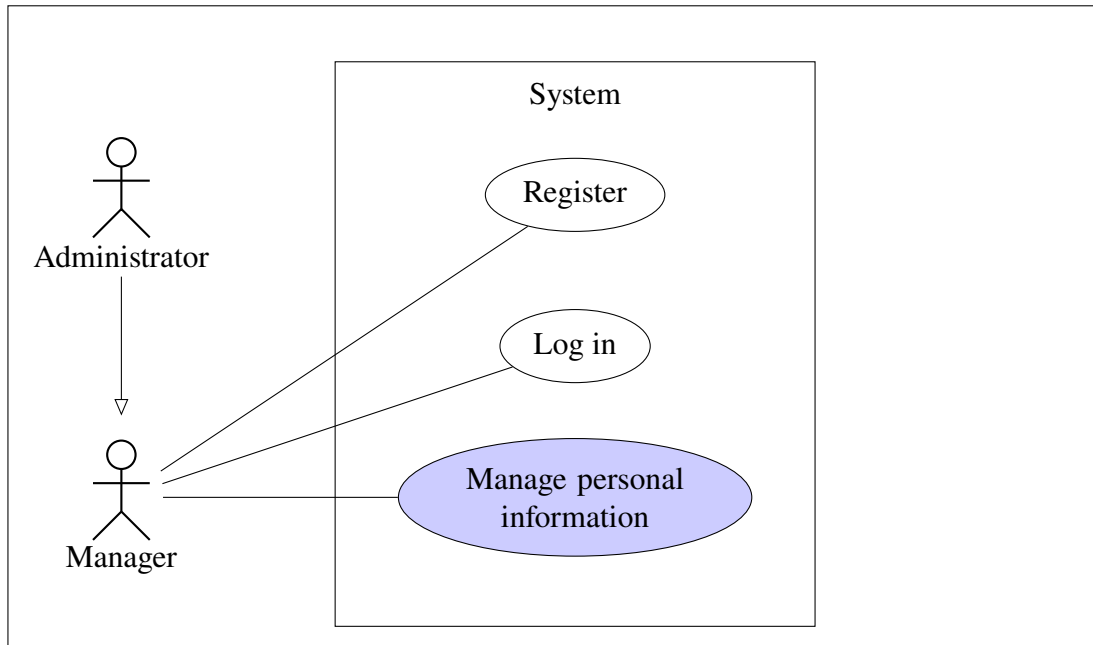 System
Register
Administrator
Log in
Manage personal
information
Manager